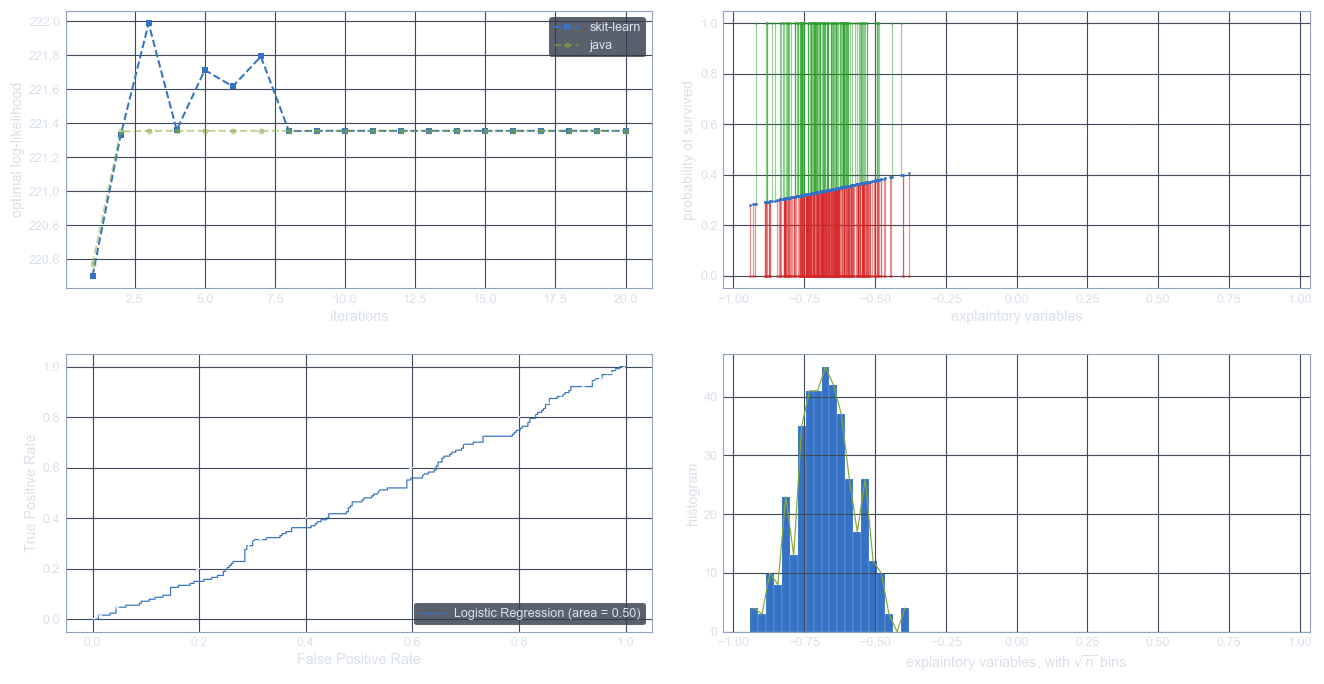 222.0
221.8
221.6
221.4
221.2
221.0
220.8
220.6
optimal log-likelihood
skit-learn
java
2.5 5.0 7.5 10.0 12.5 15.0 17.5 20.0
iterations
1.0
0.8
0.6
0.4
0.2
0.0
probability of survived
−1.00 −0.75 −0.50 −0.25 0.00 0.25 0.50 0.75 1.00
explaintory variables
1.0
0.8
0.6
0.4
0.2
0.0
True Positive Rate
Logistic Regression (area = 0.50)
0.0 0.2 0.4 0.6 0.8 1.0
False Positive Rate
40
30
20
10
0
histogram
−1.00 −0.75 −0.50 −0.25 0.00 0.25 0.50 0.75 1.00
explaintory variables, with √n bins